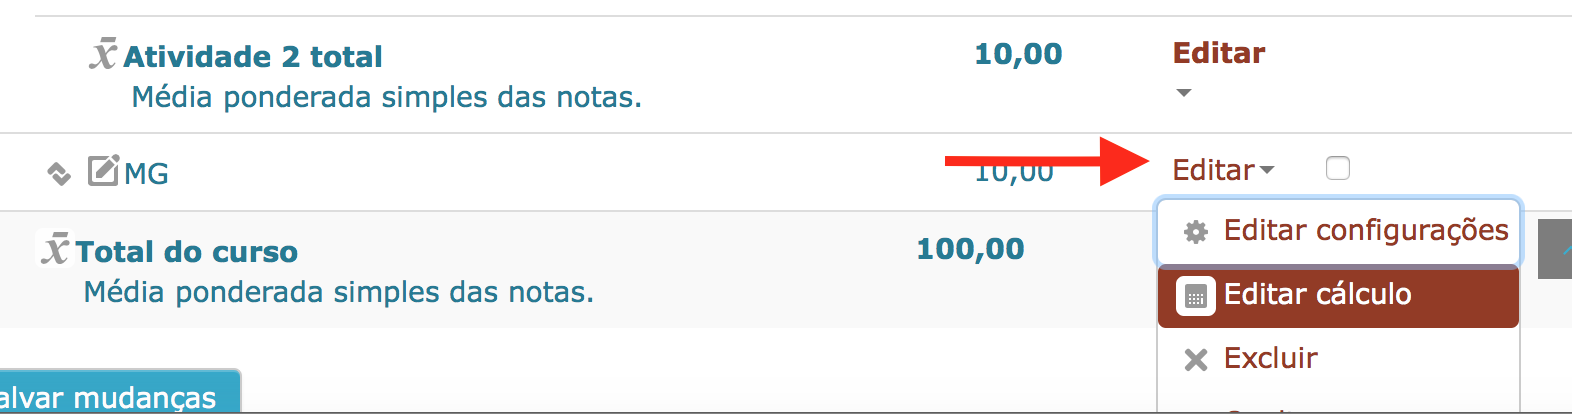 Atividade 2 total 10,00 Editar
Média ponderada simples das notas.
MG 10,00 Editar
Editar configurações
Total do curso 100,00
Média ponderada simples das notas.
Editar cálculo
Excluir
alvar mudanças